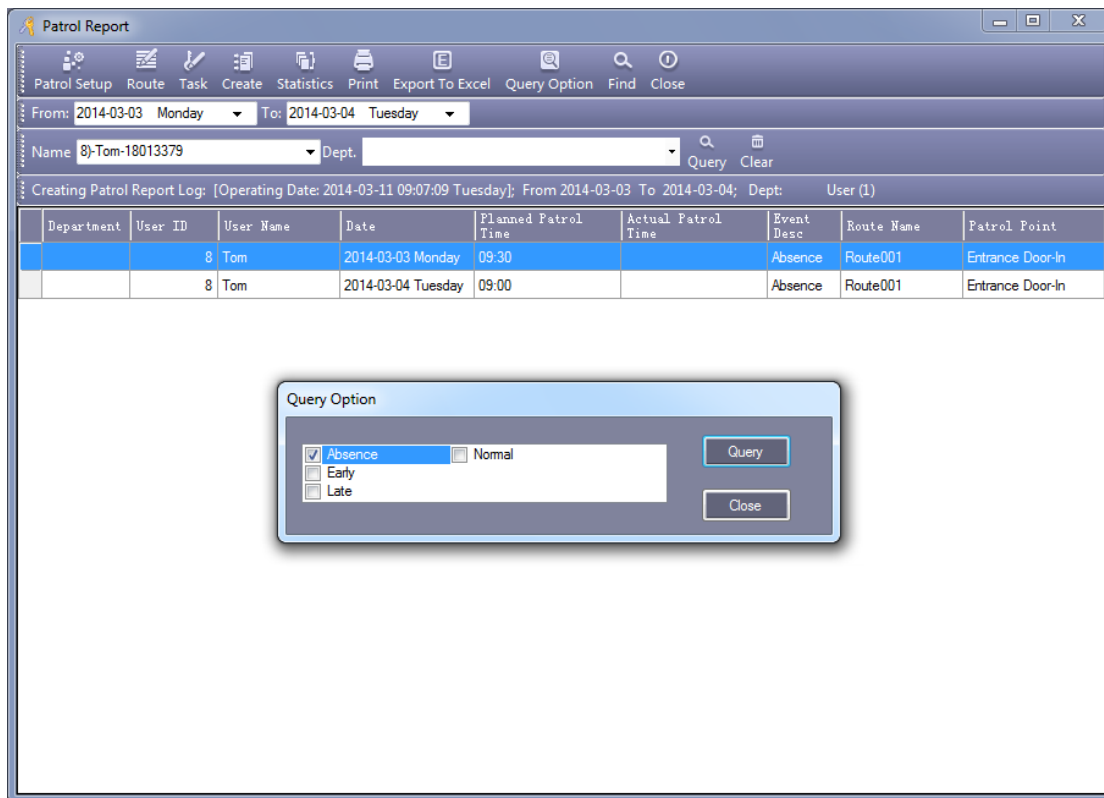 Patrol Report
Patrol Setup Route Task Create Statistics Print Export To Excel Query Option Find Close
From: 2014-03-03 Monday To: 2014-03-04 Tuesday
Name 8)-Tom-18013379 Dept. Query Clear
Creating Patrol Report Log: [Operating Date: 2014-03-11 09:07:09 Tuesday]; From 2014-03-03 To 2014-03-04; Dept: User (1)
Department User ID User Name Date Planned Patrol Time Actual Patrol Time Event Desc Route Name Patrol Point
8 Tom 2014-03-03 Monday 09:30 Absence Route001 Entrance Door-In
8 Tom 2014-03-04 Tuesday 09:00 Absence Route001 Entrance Door-In
Query Option
Absence Normal Query
Early
Late Close